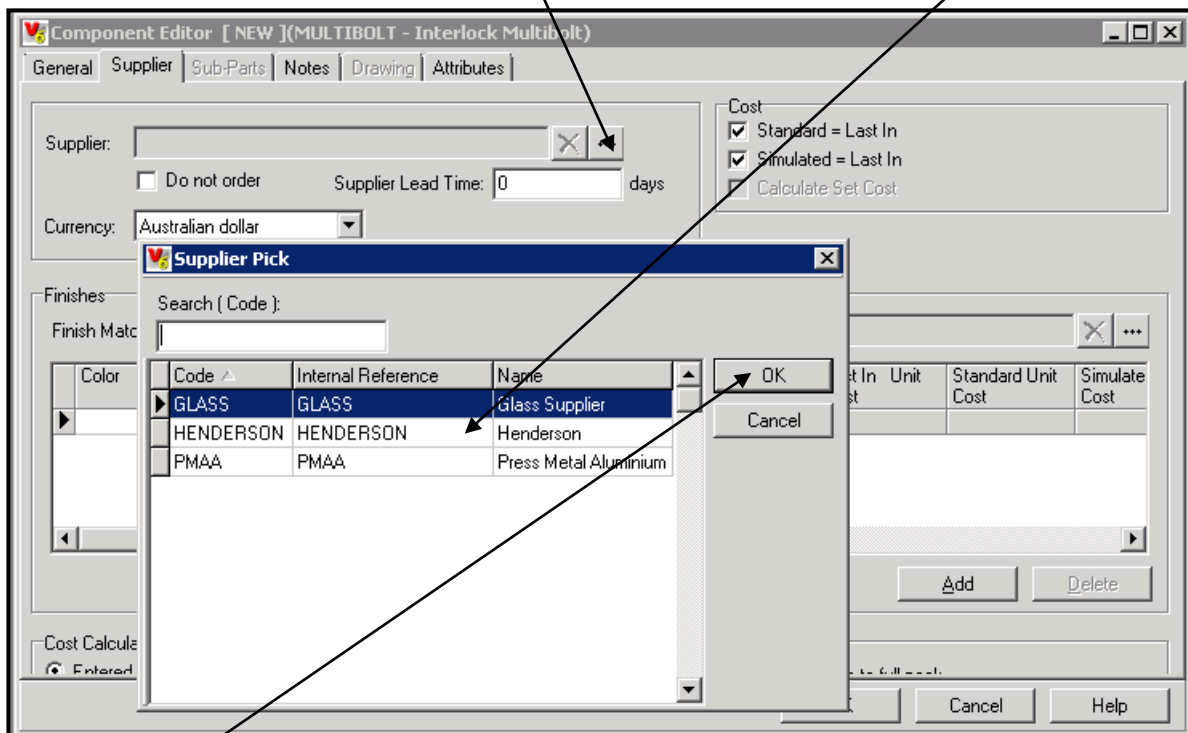 Component Editor [ NEW ](MULTIBOLT - Interlock Multibolt)
General Supplier Sub-Parts Notes Drawing Attributes
Cost
Standard = Last In
Supplier:
Simulated = Last In
Do not order Supplier Lead Time: 0 days
Calculate Set Cost
Currency: Australian dollar
Supplier Pick
Finishes
Search ( Code ):
Finish Matc
Color Code Internal Reference Name OK t In Unit Standard Unit Simulate
st Cost Cost
GLASS GLASS Glass Supplier
Cancel
HENDERSON HENDERSON Henderson
PMAA PMAA Press Metal Aluminium
Add Delete
Cost Calcula
Entered
Cancel Help